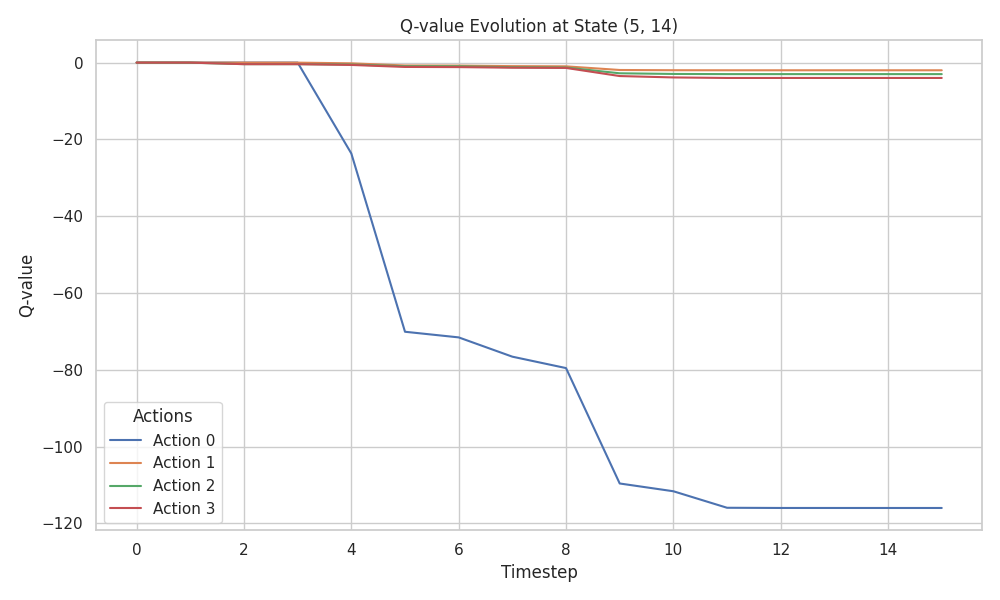 Q-value Evolution at State (5, 14)
0
−20
−40
−60
−80
−100
−120
Q-value
Actions
Action 0
Action 1
Action 2
Action 3
0 2 4 6 8 10 12 14
Timestep